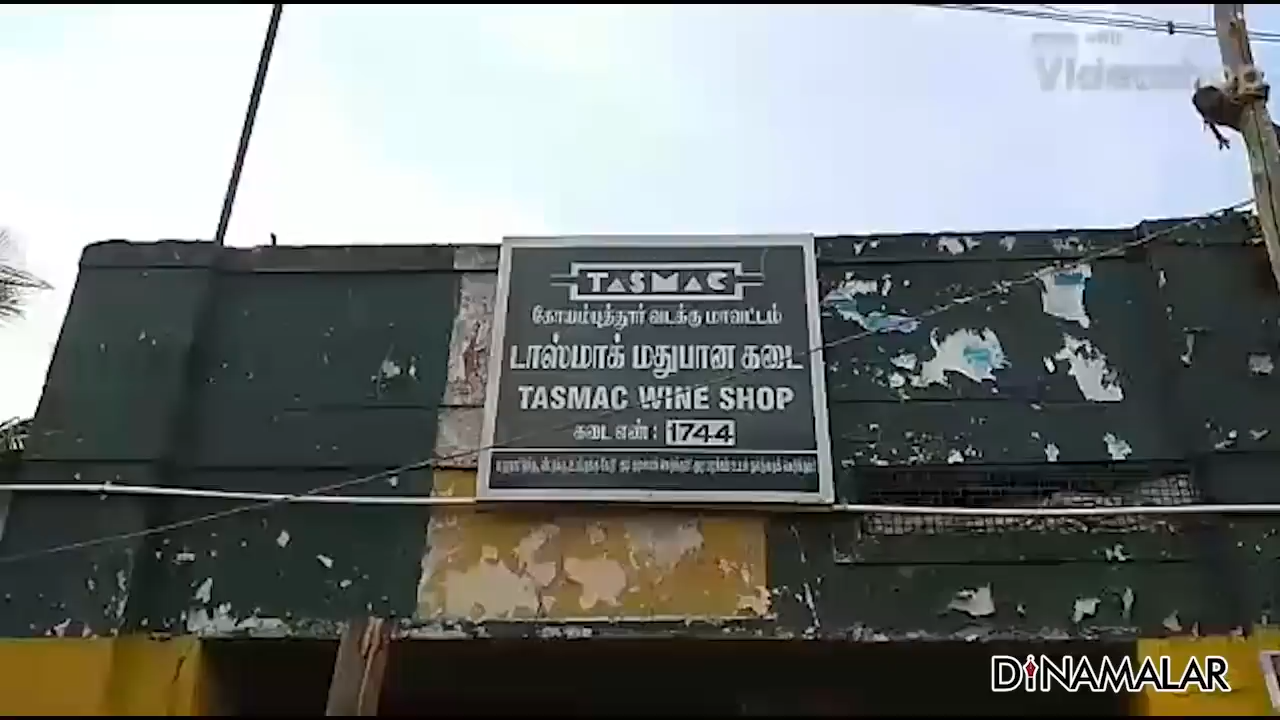 TASMAC
கோயம்புத்தூர் வடக்கு மாவட்டம்
டாஸ்மாக் மதுபான கடை
TASMAC WINE SHOP
கடை எண் : 1744
DINAMALAR